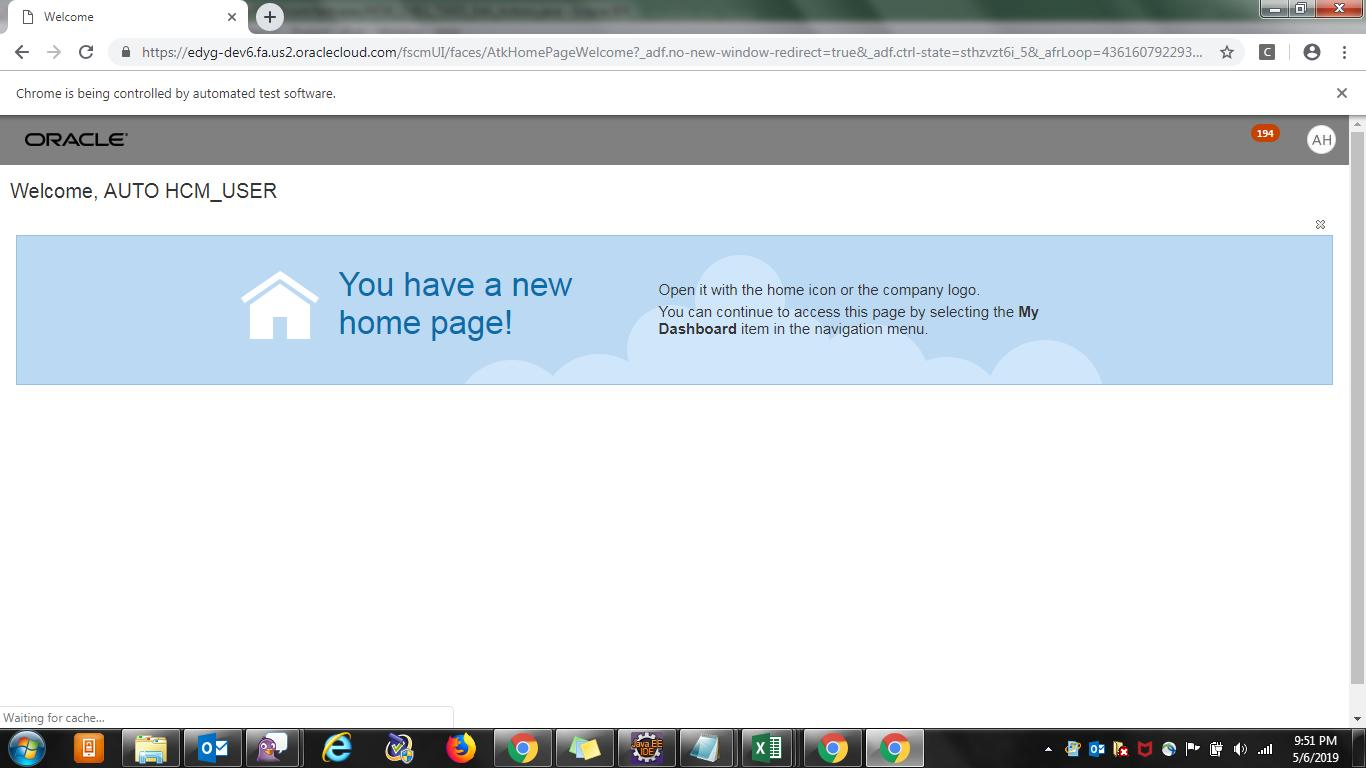 Welcome
https://edyg-dev6.fa.us2.oraclecloud.com/fscmUI/faces/AtkHomePageWelcome?_adf.no-new-window-redirect=true&_adf.ctrl-state=sthzvzt6i_5&_afrLoop=436160792293...
C
Chrome is being controlled by automated test software.
ORACLE
194
AH
Welcome, AUTO HCM_USER
You have a new
home page!
Open it with the home icon or the company logo.
You can continue to access this page by selecting the My
Dashboard item in the navigation menu.
Waiting for cache...
Java EE
IDE
9:51 PM
5/6/2019